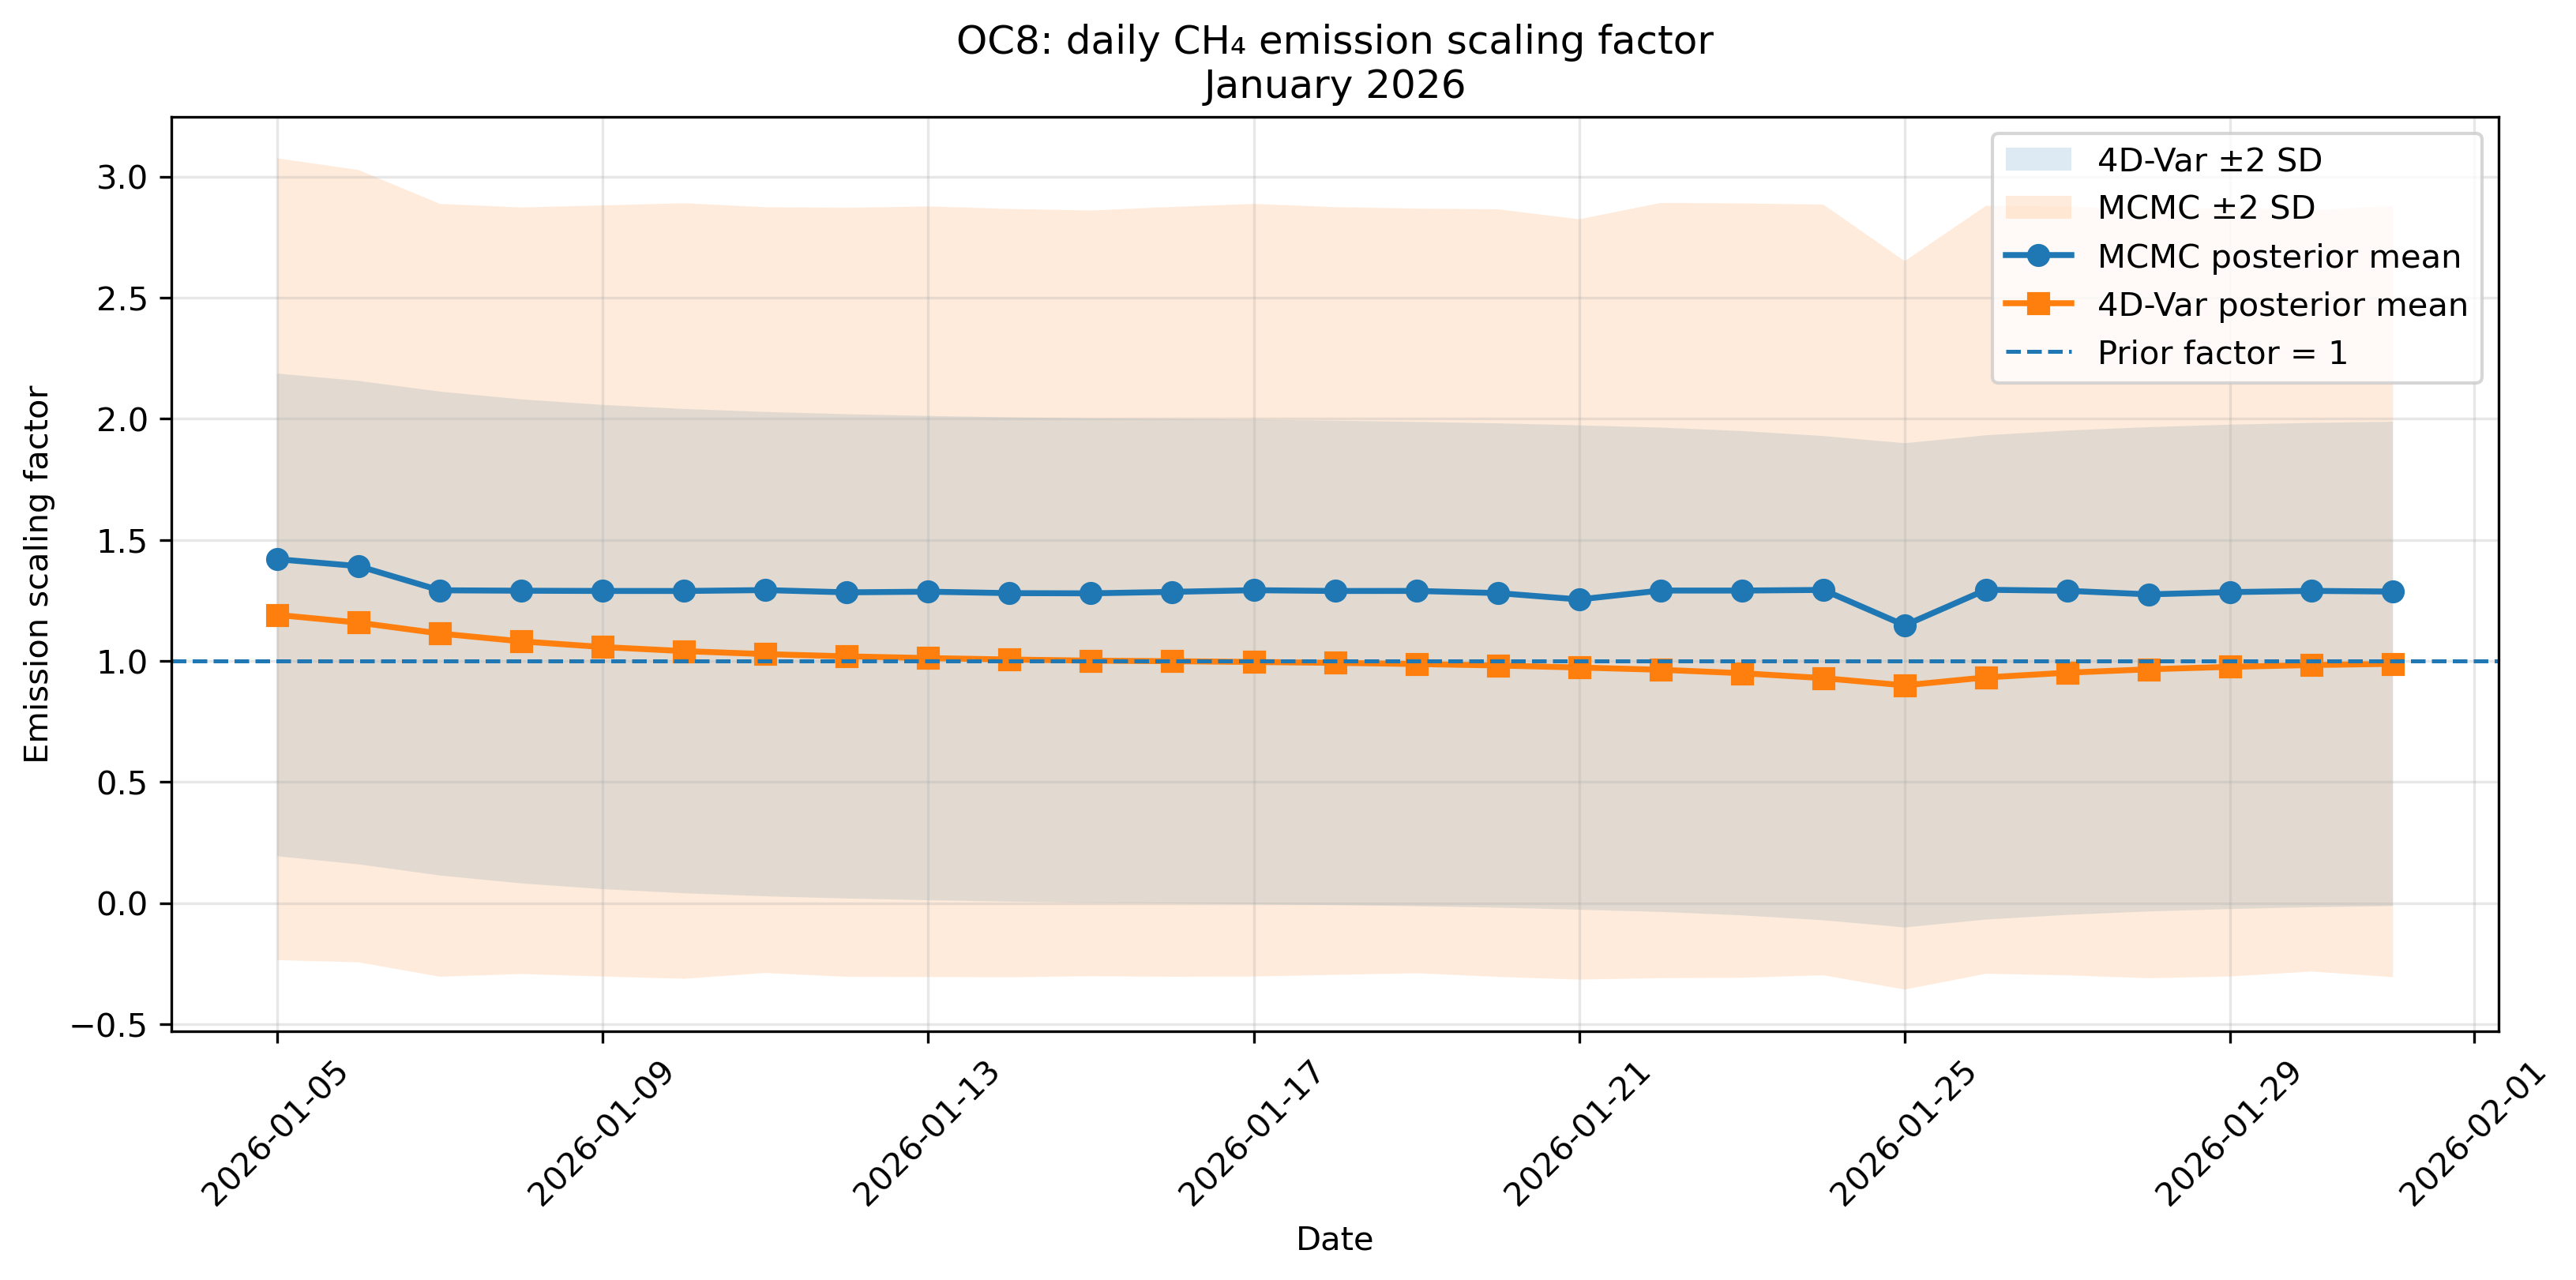 OC8: daily CH₄ emission scaling factor
January 2026
4D-Var ±2 SD
MCMC ±2 SD
MCMC posterior mean
4D-Var posterior mean
Prior factor = 1
Emission scaling factor
3.0
2.5
2.0
1.5
1.0
0.5
0.0
−0.5
2026-01-05
2026-01-09
2026-01-13
2026-01-17
2026-01-21
2026-01-25
2026-01-29
2026-02-01
Date